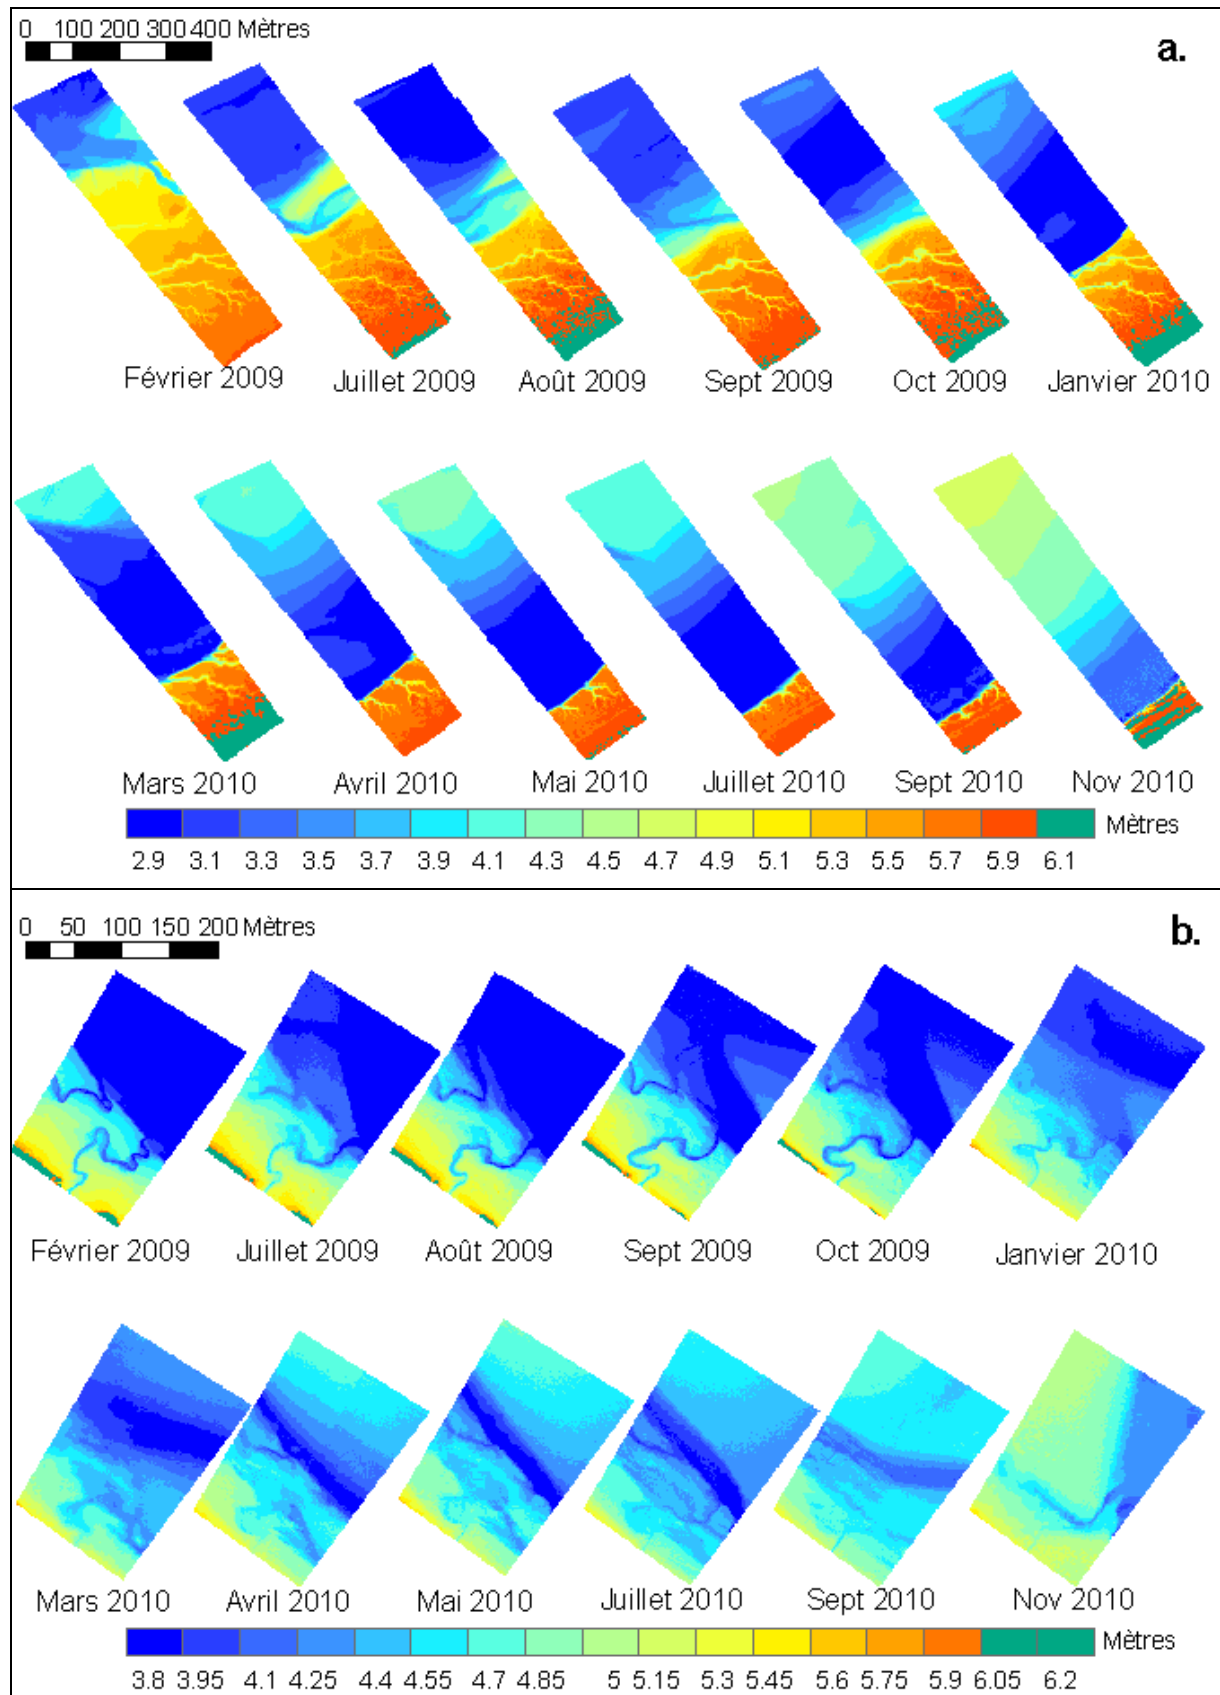 0 100 200 300 400 Mètres
a.
Février 2009 Juillet 2009 Août 2009 Sept 2009 Oct 2009 Janvier 2010
Mars 2010 Avril 2010 Mai 2010 Juillet 2010 Sept 2010 Nov 2010
Mètres
2.9 3.1 3.3 3.5 3.7 3.9 4.1 4.3 4.5 4.7 4.9 5.1 5.3 5.5 5.7 5.9 6.1
0 50 100 150 200 Mètres
b.
Février 2009 Juillet 2009 Août 2009 Sept 2009 Oct 2009 Janvier 2010
Mars 2010 Avril 2010 Mai 2010 Juillet 2010 Sept 2010 Nov 2010
Mètres
3.8 3.95 4.1 4.25 4.4 4.55 4.7 4.85 5 5.15 5.3 5.45 5.6 5.75 5.9 6.05 6.2